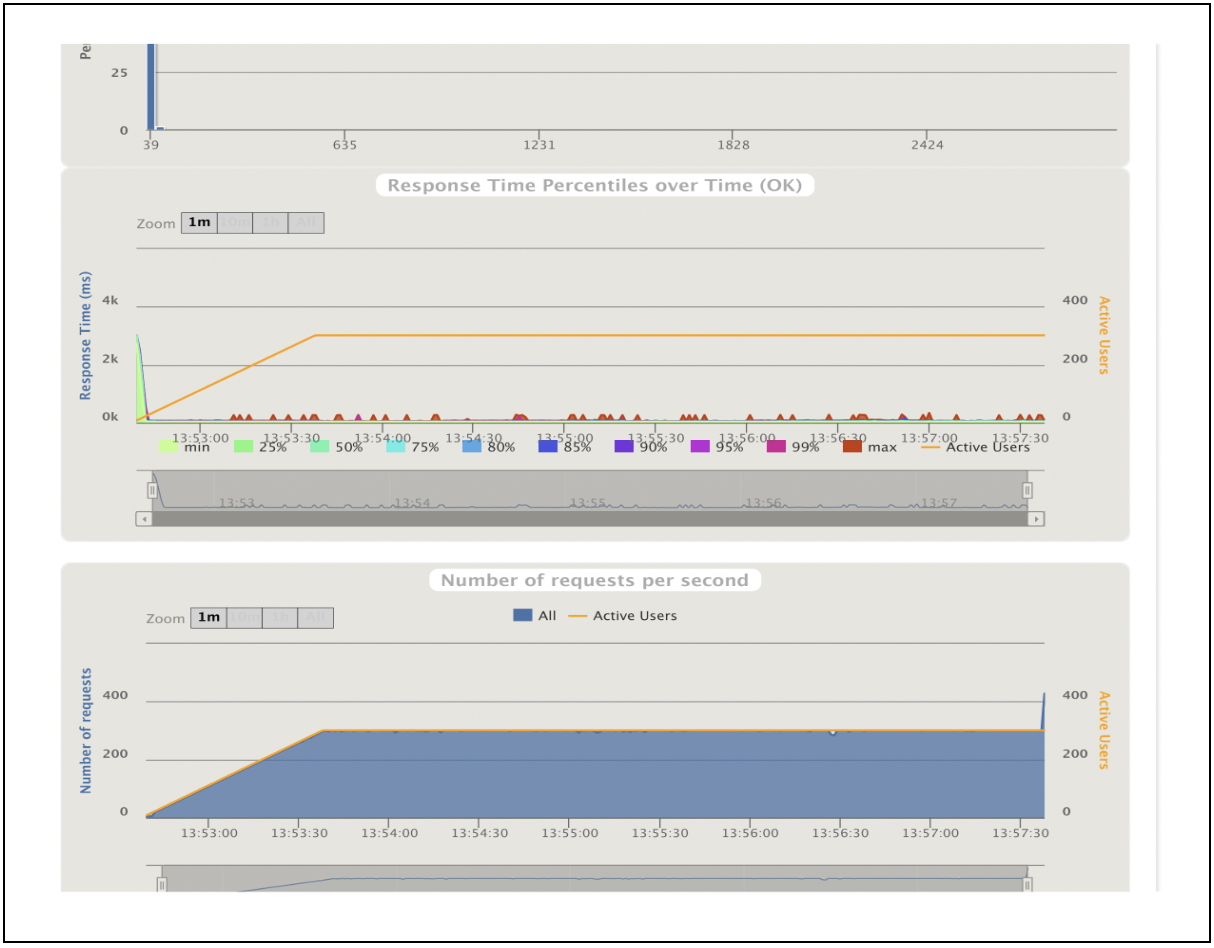 Pe
25
0
39 635 1231 1828 2424
Response Time Percentiles over Time (OK)
Zoom 1m 10m 1h All
Response Time (ms)
4k
2k
0k
400
200
0
Active Users
13:53:00 13:53:30 13:54:00 13:54:30 13:55:00 13:55:30 13:56:00 13:56:30 13:57:00 13:57:30
min 25% 50% 75% 80% 85% 90% 95% 99% max Active Users
13:53 13:54 13:55 13:56 13:57
Number of requests per second
Zoom 1m 10m 1h All
All Active Users
Number of requests
400
200
0
400
200
0
Active Users
13:53:00 13:53:30 13:54:00 13:54:30 13:55:00 13:55:30 13:56:00 13:56:30 13:57:00 13:57:30